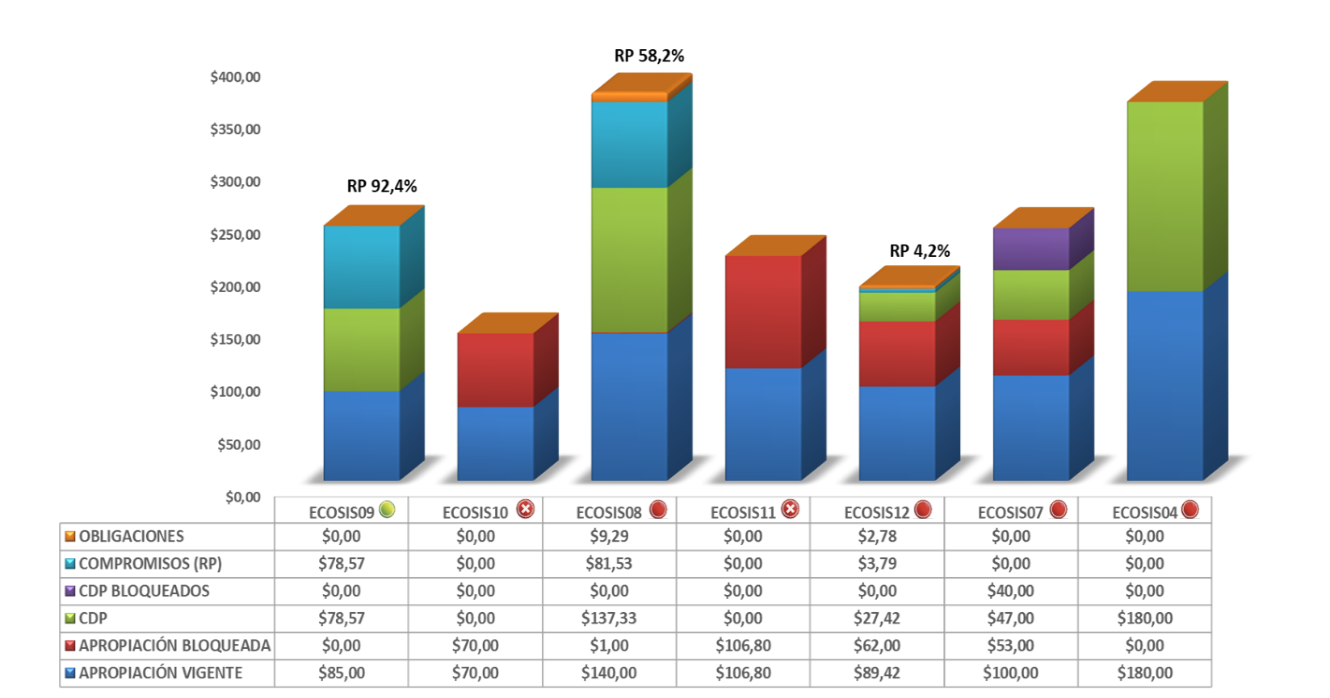 RP 58,2%
$400,00
$350,00
$300,00
RP 92,4%
$250,00
RP 4,2%
$200,00
$150,00
$100,00
$50,00
$0,00
ECOSIS09 ECOSIS10 ECOSIS08 ECOSIS11 ECOSIS12 ECOSIS07 ECOSIS04
OBLIGACIONES $0,00 $0,00 $9,29 $0,00 $2,78 $0,00 $0,00
COMPROMISOS (RP) $78,57 $0,00 $81,53 $0,00 $3,79 $0,00 $0,00
CDP BLOQUEADOS $0,00 $0,00 $0,00 $0,00 $0,00 $40,00 $0,00
CDP $78,57 $0,00 $137,33 $0,00 $27,42 $47,00 $180,00
APROPIACIÓN BLOQUEADA $0,00 $70,00 $1,00 $106,80 $62,00 $53,00 $0,00
APROPIACIÓN VIGENTE $85,00 $70,00 $140,00 $106,80 $89,42 $100,00 $180,00